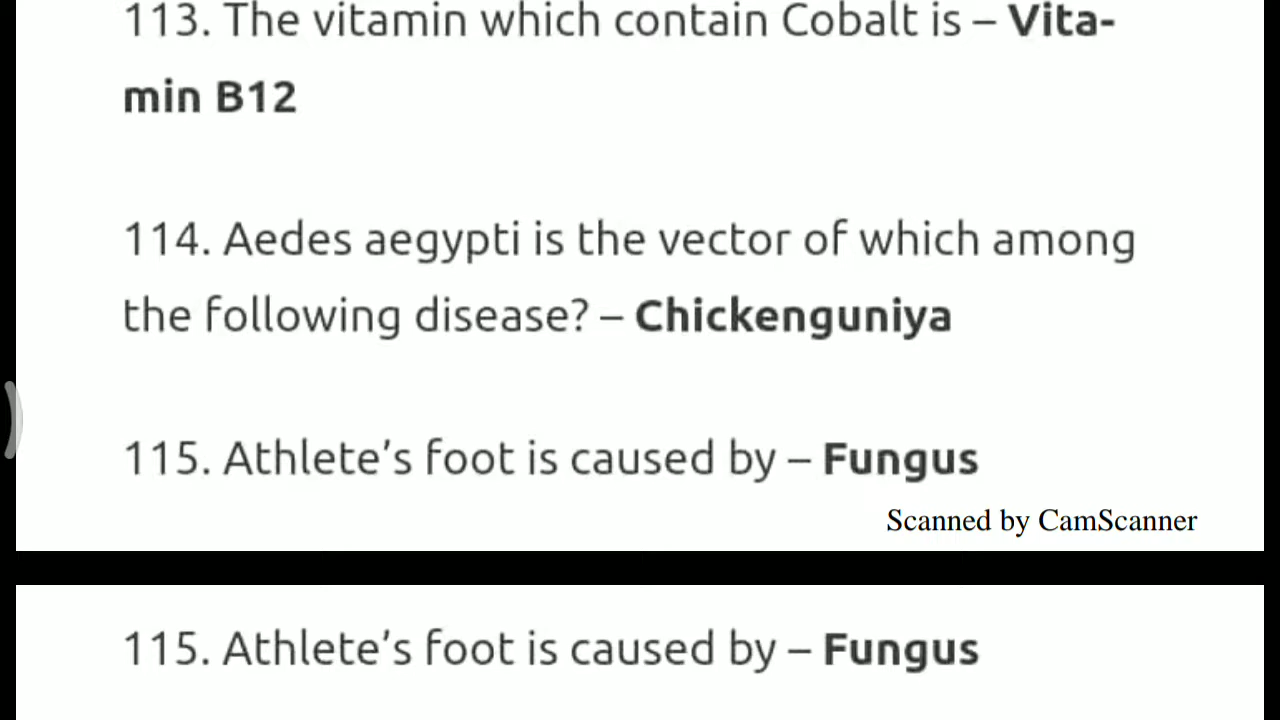 113. The vitamin which contain Cobalt is – Vita-
min B12
114. Aedes aegypti is the vector of which among
the following disease? – Chickenguniya
115. Athlete’s foot is caused by – Fungus
Scanned by CamScanner
115. Athlete’s foot is caused by – Fungus